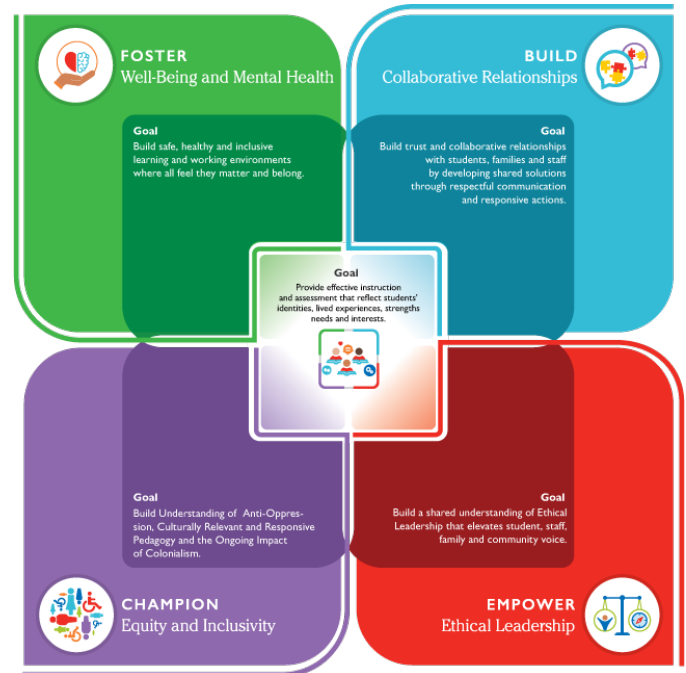 FOSTER
Well-Being and Mental Health
Goal
Build safe, healthy and inclusive
learning and working environments
where all feel they matter and belong.
BUILD
Collaborative Relationships
Goal
Build trust and collaborative relationships
with students, families and staff
by developing shared solutions
through respectful communication
and responsive actions.
Goal
Provide effective instruction
and assessment that reflect students'
identities, lived experiences, strengths
needs and interests.
Goal
Build Understanding of Anti-Oppres-
sion, Culturally Relevant and Responsive
Pedagogy and the Ongoing Impact
of Colonialism.
CHAMPION
Equity and Inclusivity
Goal
Build a shared understanding of Ethical
Leadership that elevates student, staff,
family and community voice.
EMPOWER
Ethical Leadership